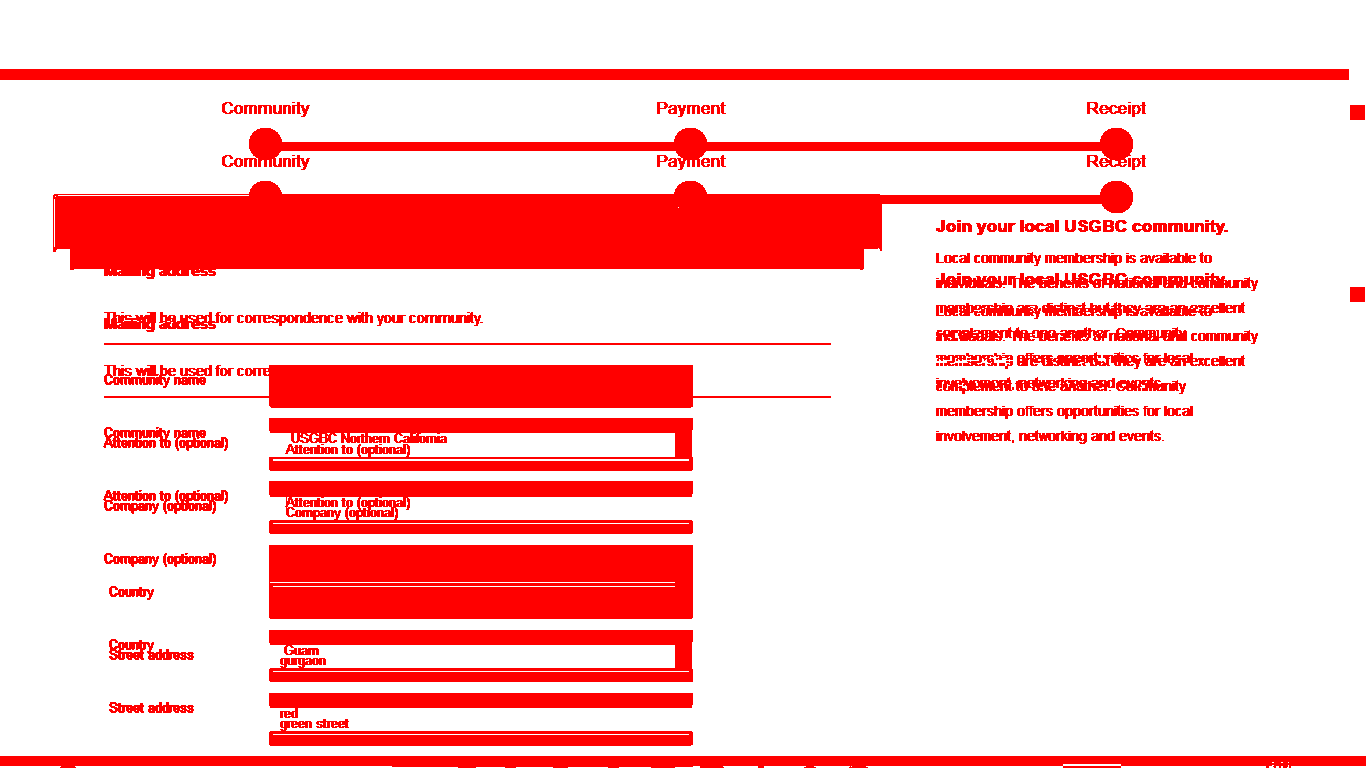 Community Payment Receipt
Community Payment Receipt
Join your local USGBC community.
Local community membership is available to
Join your local USGBC community.
individuals. The benefits of national and community
membership are distinct but they are an excellent
Local community membership is available to
complement to one another. Community
individuals. The benefits of national and community
membership offers opportunities for local
membership are distinct but they are an excellent
involvement, networking and events.
complement to one another. Community
membership offers opportunities for local
involvement, networking and events.
Mailing address
This will be used for correspondence with your community.
Mailing address
This will be used for corre
Community name
Community name
USGBC Northern California
Attention to (optional)
Attention to (optional)
Attention to (optional)
Attention to (optional)
Company (optional)
Company (optional)
Company (optional)
Country
Country
Guam
Street address
gurgaon
Street address
red
green street